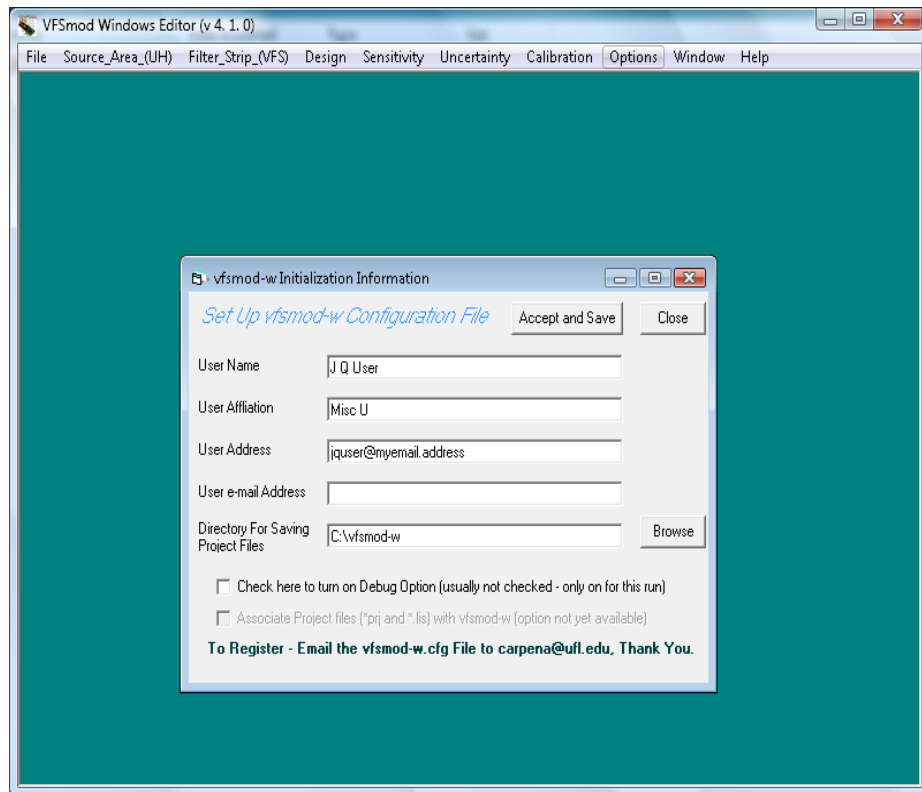 VFSmod Windows Editor (v 4. 1. 0)
File Source_Area_(UH) Filter_Strip_(VFS) Design Sensitivity Uncertainty Calibration Options Window Help
vfsmod-w Initialization Information
Set Up vfsmod-w Configuration File
Accept and Save
Close
User Name
J Q User
User Affliation
Misc U
User Address
jquser@myemail.address
User e-mail Address
Directory For Saving
Project Files
C:\vfsmod-w
Browse
Check here to turn on Debug Option (usually not checked - only on for this run)
Associate Project files (*prj and *.lis) with vfsmod-w (option not yet available)
To Register - Email the vfsmod-w.cfg File to carpena@ufl.edu, Thank You.